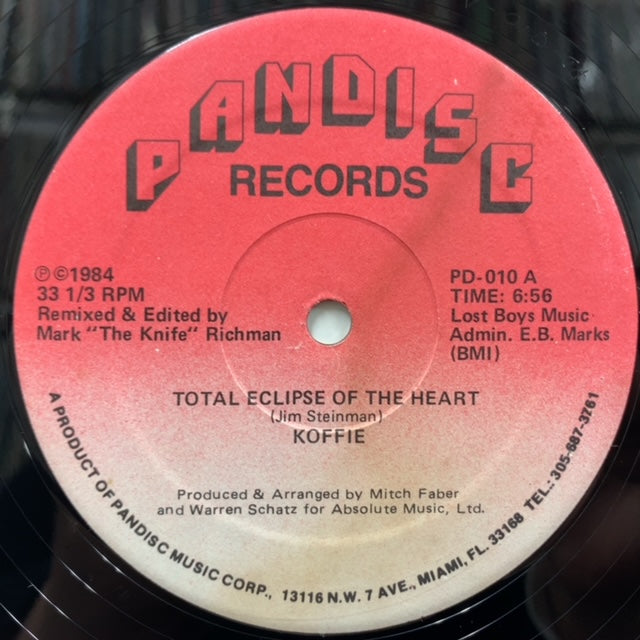 PANDISC
RECORDS
℗©1984
33 1/3 RPM
Remixed & Edited by
Mark "The Knife" Richman
PD-010 A
TIME: 6:56
Lost Boys Music
Admin. E.B. Marks
(BMI)
TOTAL ECLIPSE OF THE HEART
(Jim Steinman)
KOFFIE
Produced & Arranged by Mitch Faber
and Warren Schatz for Absolute Music, Ltd.
A PRODUCT OF PANDISC MUSIC CORP., 13116 N.W. 7 AVE., MIAMI, FL. 33168 TEL.: 305-687-3761